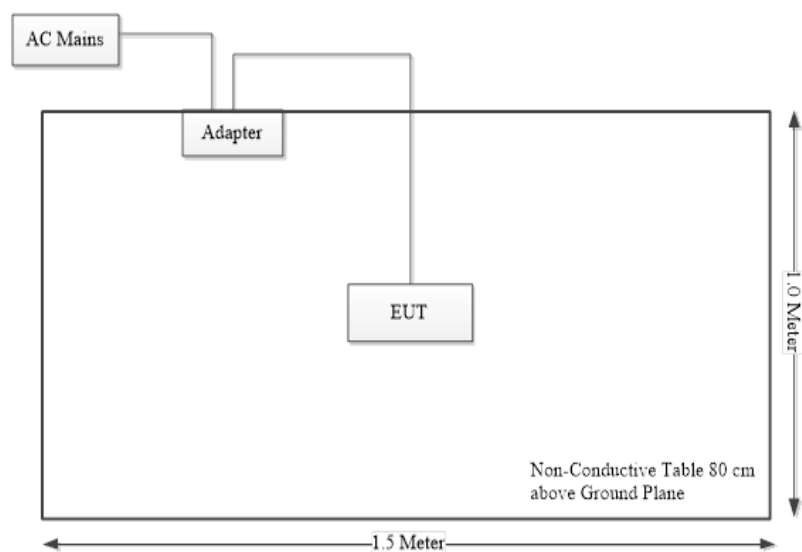 AC Mains
Adapter
EUT
1.0 Meter
Non-Conductive Table 80 cm
above Ground Plane
1.5 Meter